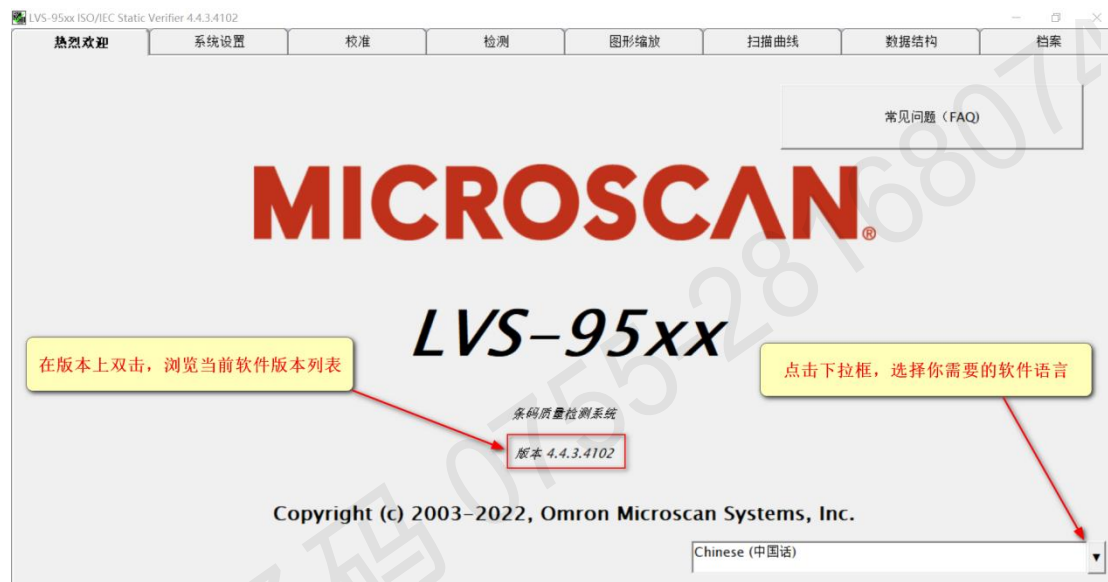 LVS-95xx ISO/IEC Static Verifier 4.4.3.4102
热烈欢迎 系统设置 校准 检测 图形缩放 扫描曲线 数据结构 档案
常见问题（FAQ)
MICROSCAN®
LVS-95xx
在版本上双击，浏览当前软件版本列表
点击下拉框，选择你需要的软件语言
条码质量检测系统
版本 4.4.3.4102
Copyright (c) 2003-2022, Omron Microscan Systems, Inc.
Chinese (中国话)
码 0755-28168074